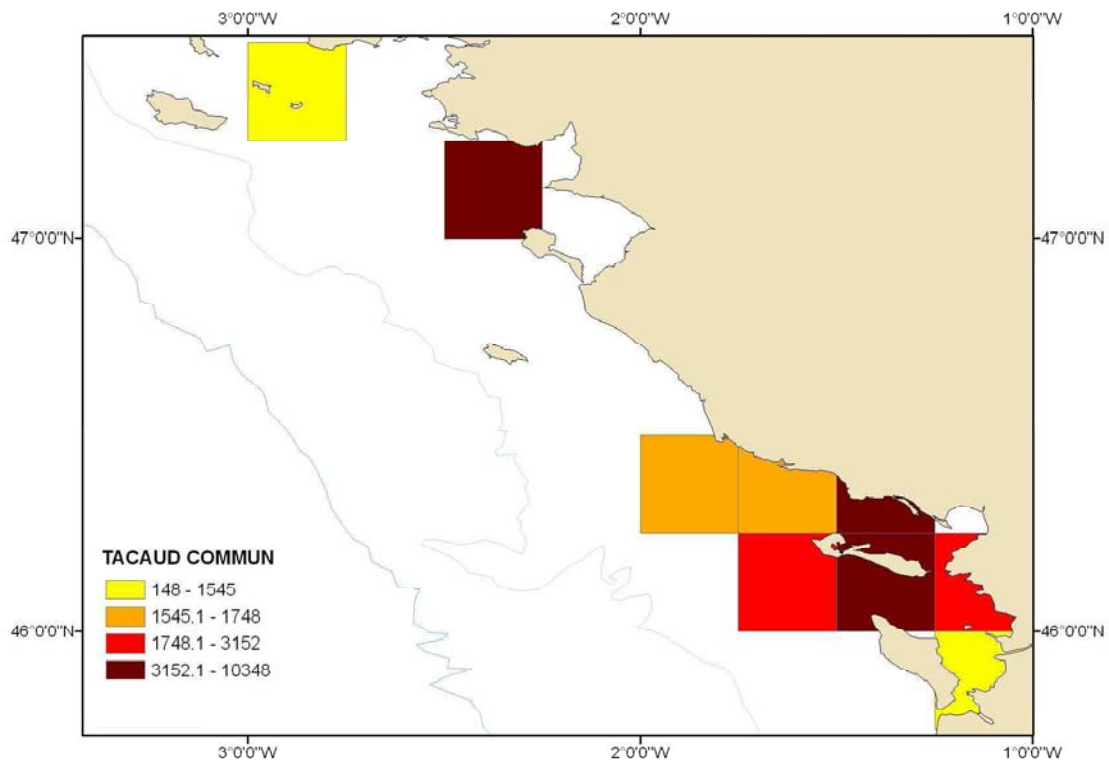 3°0'0"W 2°0'0"W 1°0'0"W
47°0'0"N 47°0'0"N
TACAUD COMMUN
148 - 1545
1545.1 - 1748
1748.1 - 3152
3152.1 - 10348
46°0'0"N 46°0'0"N
3°0'0"W 2°0'0"W 1°0'0"W